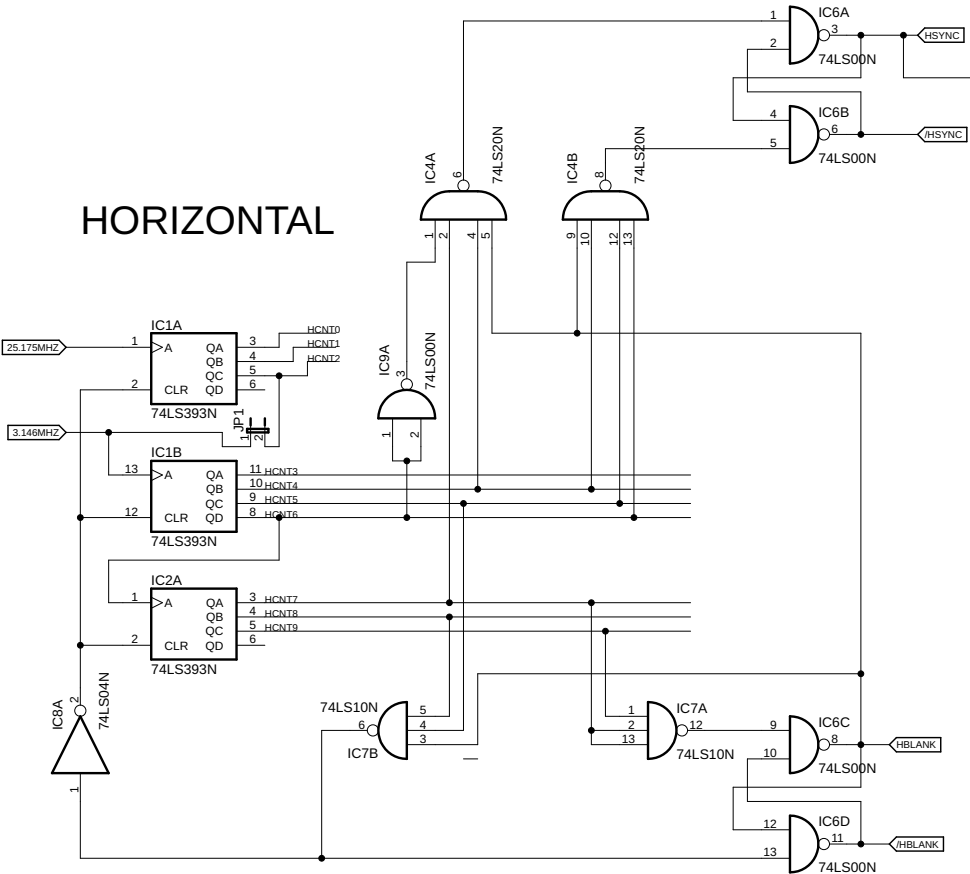 IC6A
1
3
2
HSYNC
74LS00N
IC6B
4
6
5
/HSYNC
74LS00N
IC4A
74LS20N
6
1
2
4
5
IC4B
74LS20N
8
9
10
12
13
HORIZONTAL
IC1A
25.175MHZ
1
A
QA
3
HCNT0
QB
4
HCNT1
QC
5
HCNT2
2
CLR
QD
6
74LS393N
JP1
1
2
3.146MHZ
IC9A
74LS00N
3
1
2
IC1B
13
A
QA
11
HCNT3
QB
10
HCNT4
QC
9
HCNT5
12
CLR
QD
8
HCNT6
74LS393N
IC2A
1
A
QA
3
HCNT7
QB
4
HCNT8
QC
5
HCNT9
2
CLR
QD
6
74LS393N
IC8A
74LS04N
2
1
74LS10N
6
5
4
3
IC7B
IC7A
1
2
13
12
74LS10N
IC6C
9
8
10
HBLANK
74LS00N
IC6D
12
11
13
/HBLANK
74LS00N